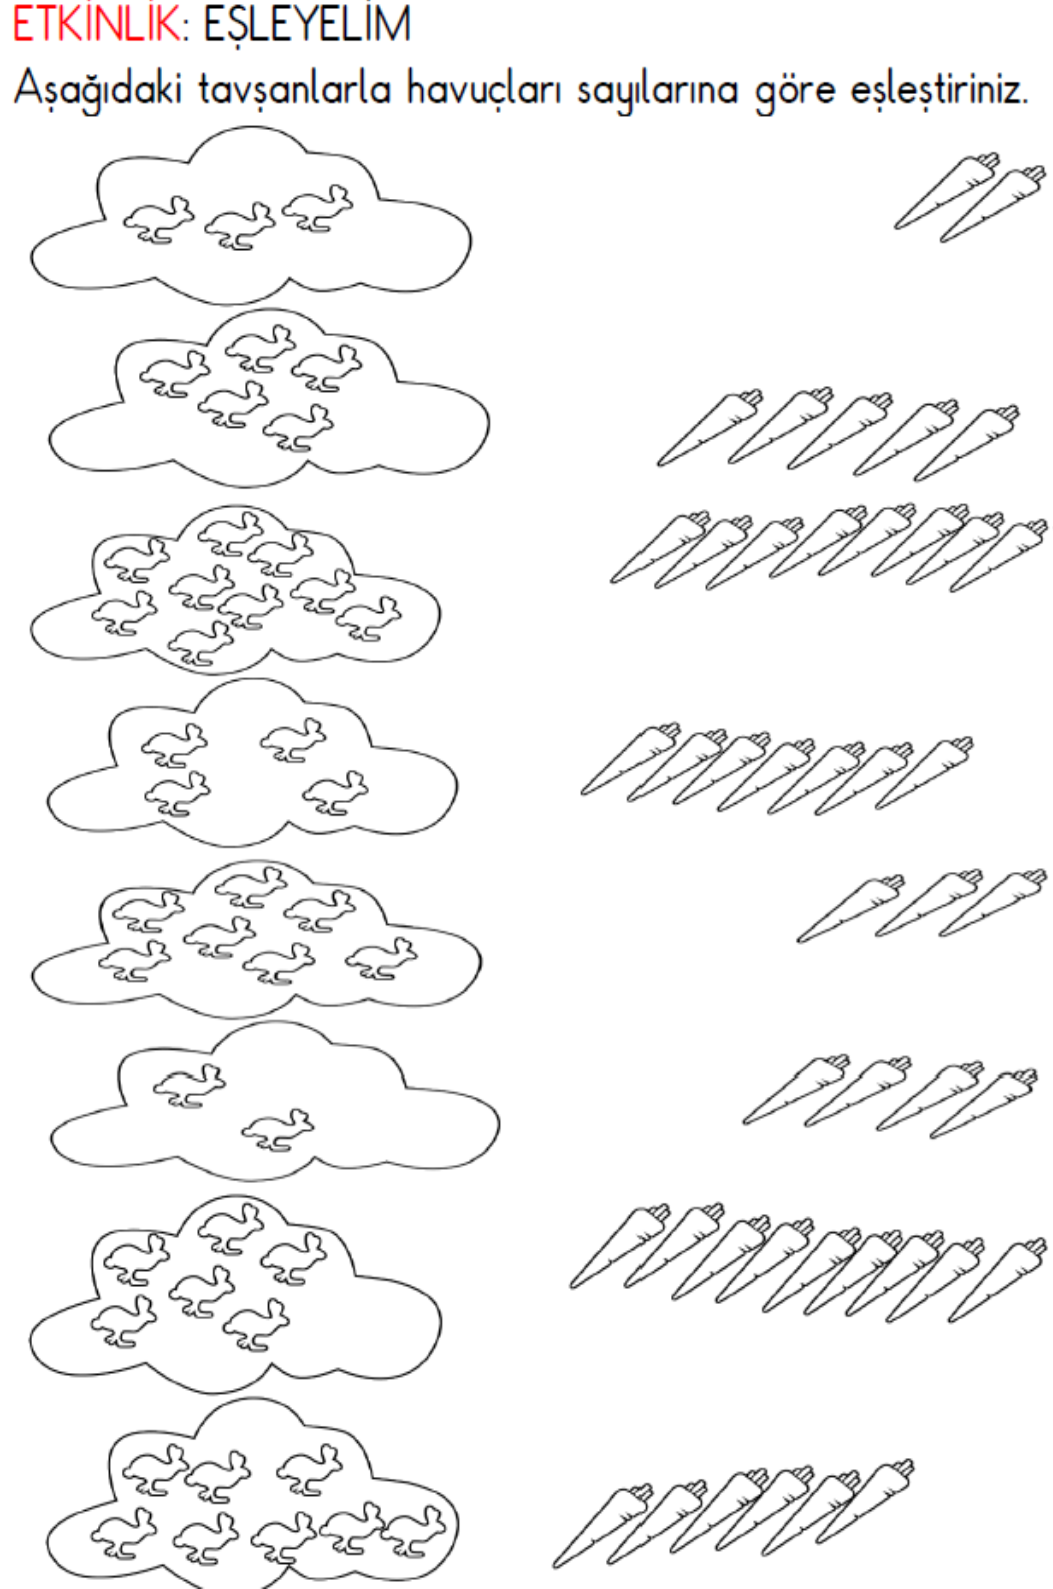 ETKİNLİK: EŞLEYELİM
Aşağıdaki tavşanlarla havuçları sayılarına göre eşleştiriniz.